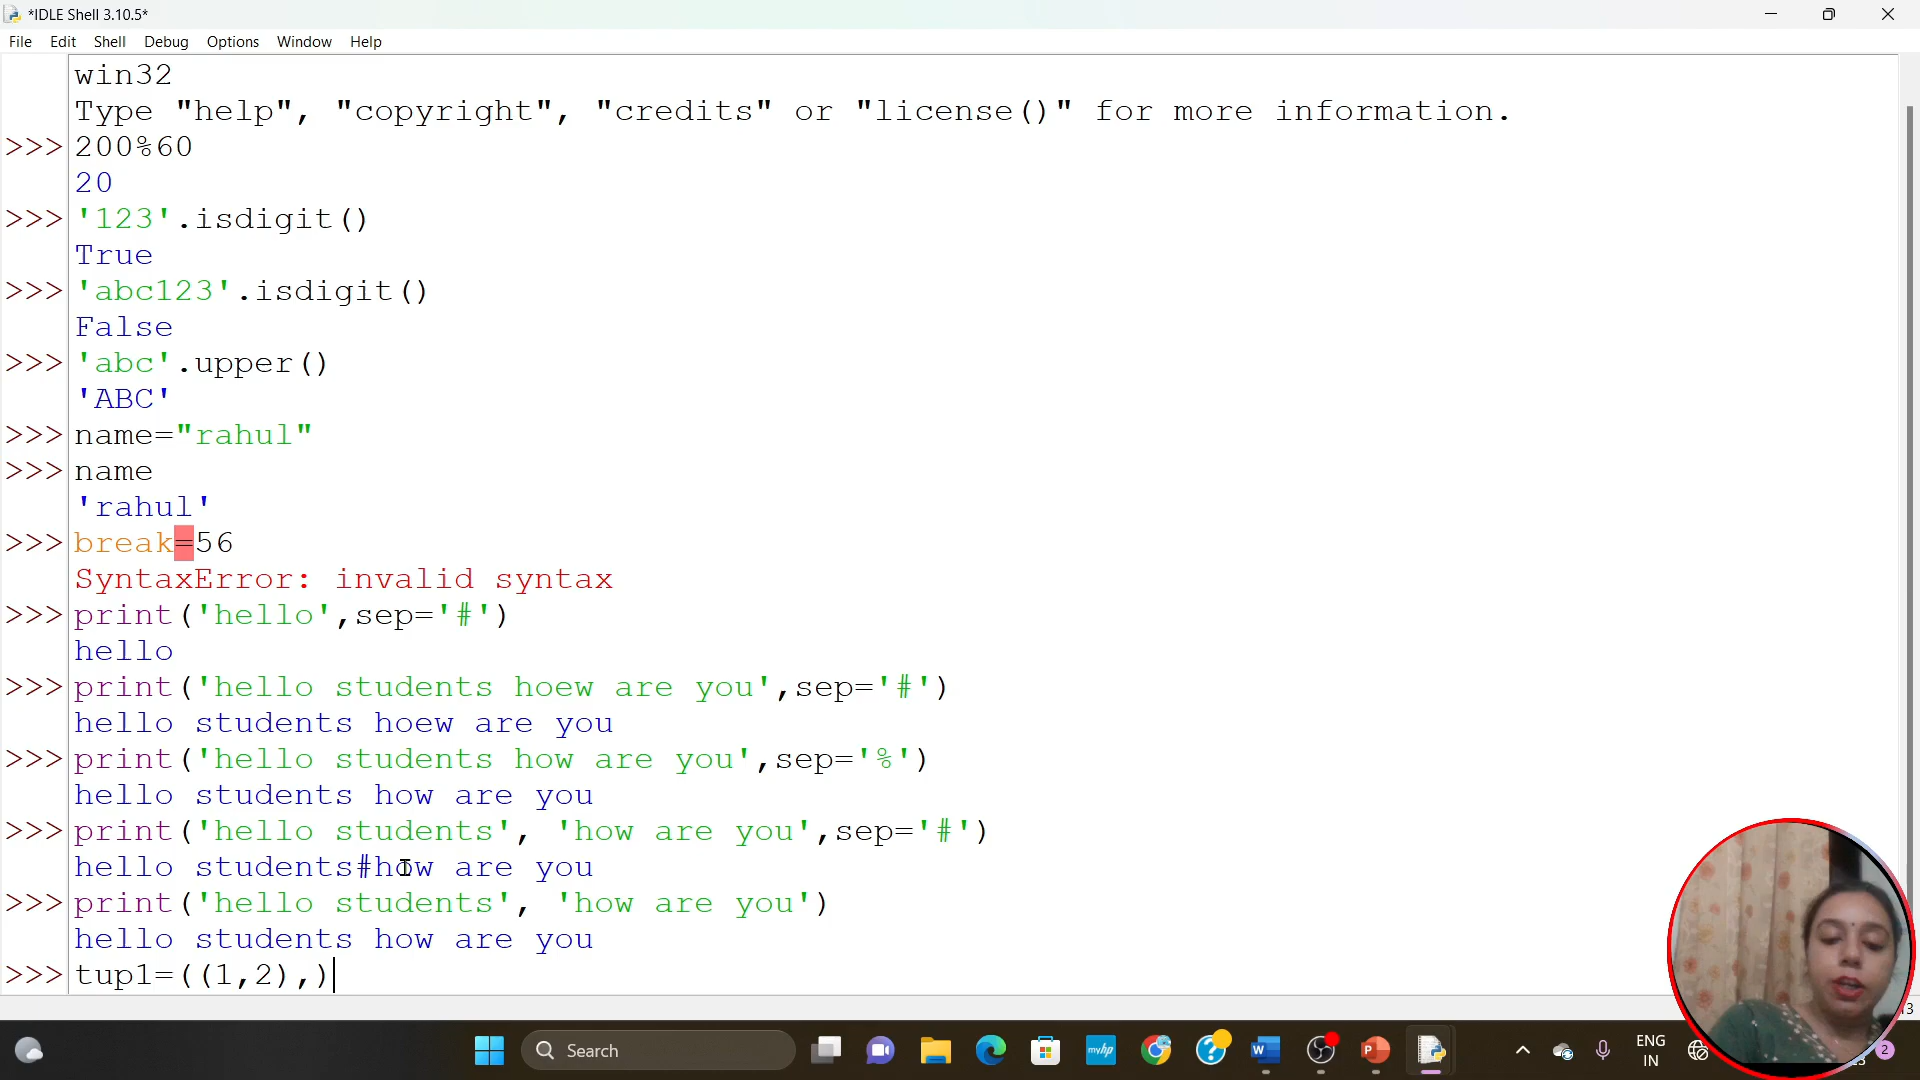 *IDLE Shell 3.10.5*
File Edit Shell Debug Options Window Help
win32
Type "help", "copyright", "credits" or "license()" for more information.
>>> 200%60
20
>>> '123'.isdigit()
True
>>> 'abc123'.isdigit()
False
>>> 'abc'.upper()
'ABC'
>>> name="rahul"
>>> name
'rahul'
>>> break=56
SyntaxError: invalid syntax
>>> print('hello',sep='#')
hello
>>> print('hello students hoew are you',sep='#')
hello students hoew are you
>>> print('hello students how are you',sep='%')
hello students how are you
>>> print('hello students', 'how are you',sep='#')
hello students#how are you
>>> print('hello students', 'how are you')
hello students how are you
>>> tup1=((1,2),)
Search
myhp
ENG
IN
2